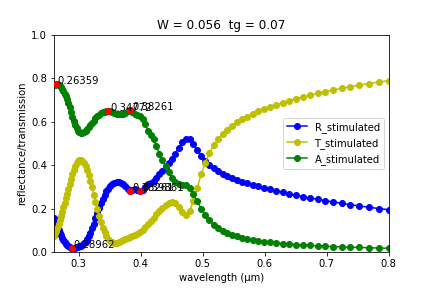 W = 0.056  tg = 0.07
reflectance/transmission
1.0
0.8
0.6
0.4
0.2
0.0
0.26359
0.38261
R_stimulated
T_stimulated
A_stimulated
0.28962
0.3
0.4
0.5
0.6
0.7
0.8
wavelength (μm)